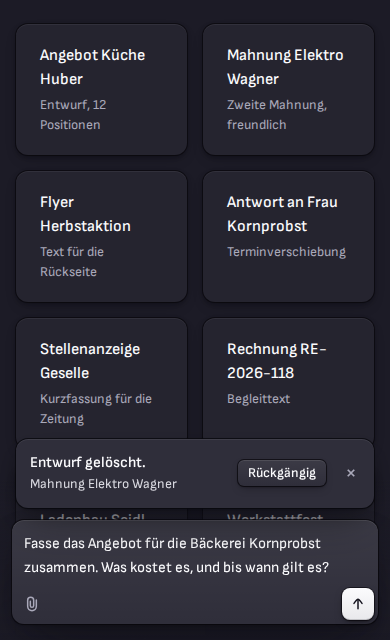 Angebot Küche
Huber
Entwurf, 12
Positionen
Mahnung Elektro
Wagner
Zweite Mahnung,
freundlich
Flyer
Herbstaktion
Text für die
Rückseite
Antwort an Frau
Kornprobst
Terminverschiebung
Stellenanzeige
Geselle
Kurzfassung für die
Zeitung
Rechnung RE-
2026-118
Begleittext
Entwurf gelöscht.
Mahnung Elektro Wagner
Rückgängig
Fasse das Angebot für die Bäckerei Kornprobst
zusammen. Was kostet es, und bis wann gilt es?